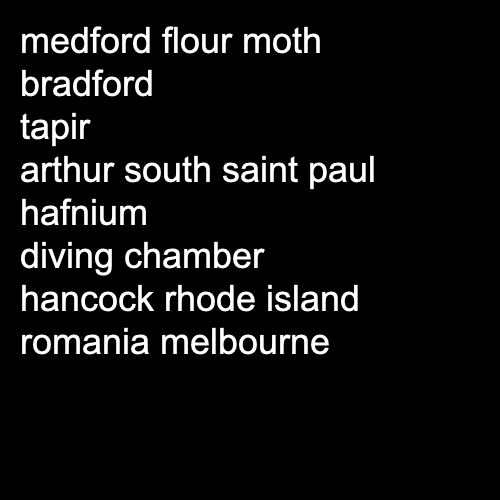 medford flour moth
bradford
tapir
arthur south saint paul
hafnium
diving chamber
hancock rhode island
romania melbourne